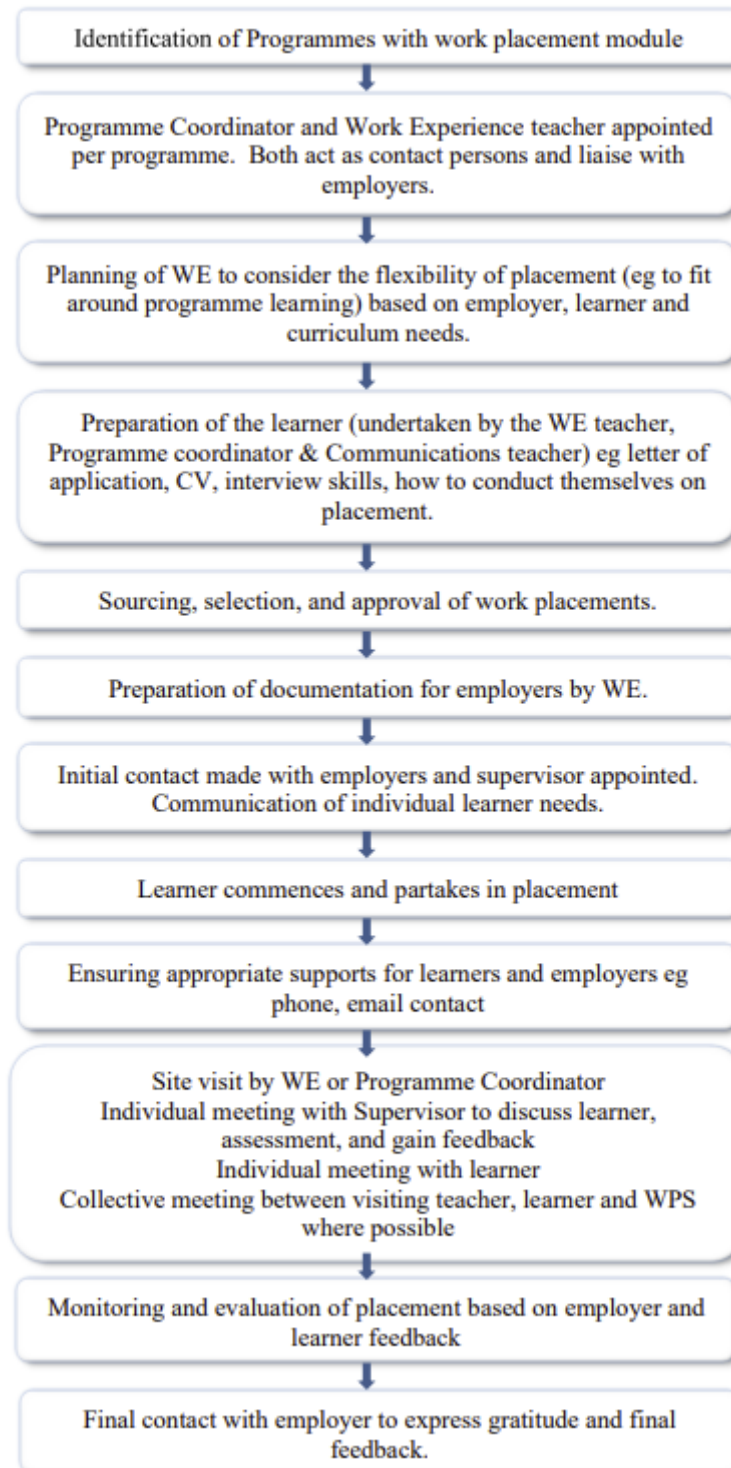 Identification of Programmes with work placement module
Programme Coordinator and Work Experience teacher appointed
per programme. Both act as contact persons and liaise with
employers.
Planning of WE to consider the flexibility of placement (eg to fit
around programme learning) based on employer, learner and
curriculum needs.
Preparation of the learner (undertaken by the WE teacher,
Programme coordinator & Communications teacher) eg letter of
application, CV, interview skills, how to conduct themselves on
placement.
Sourcing, selection, and approval of work placements.
Preparation of documentation for employers by WE.
Initial contact made with employers and supervisor appointed.
Communication of individual learner needs.
Learner commences and partakes in placement
Ensuring appropriate supports for learners and employers eg
phone, email contact
Site visit by WE or Programme Coordinator
Individual meeting with Supervisor to discuss learner,
assessment, and gain feedback
Individual meeting with learner
Collective meeting between visiting teacher, learner and WPS
where possible
Monitoring and evaluation of placement based on employer and
learner feedback
Final contact with employer to express gratitude and final
feedback.